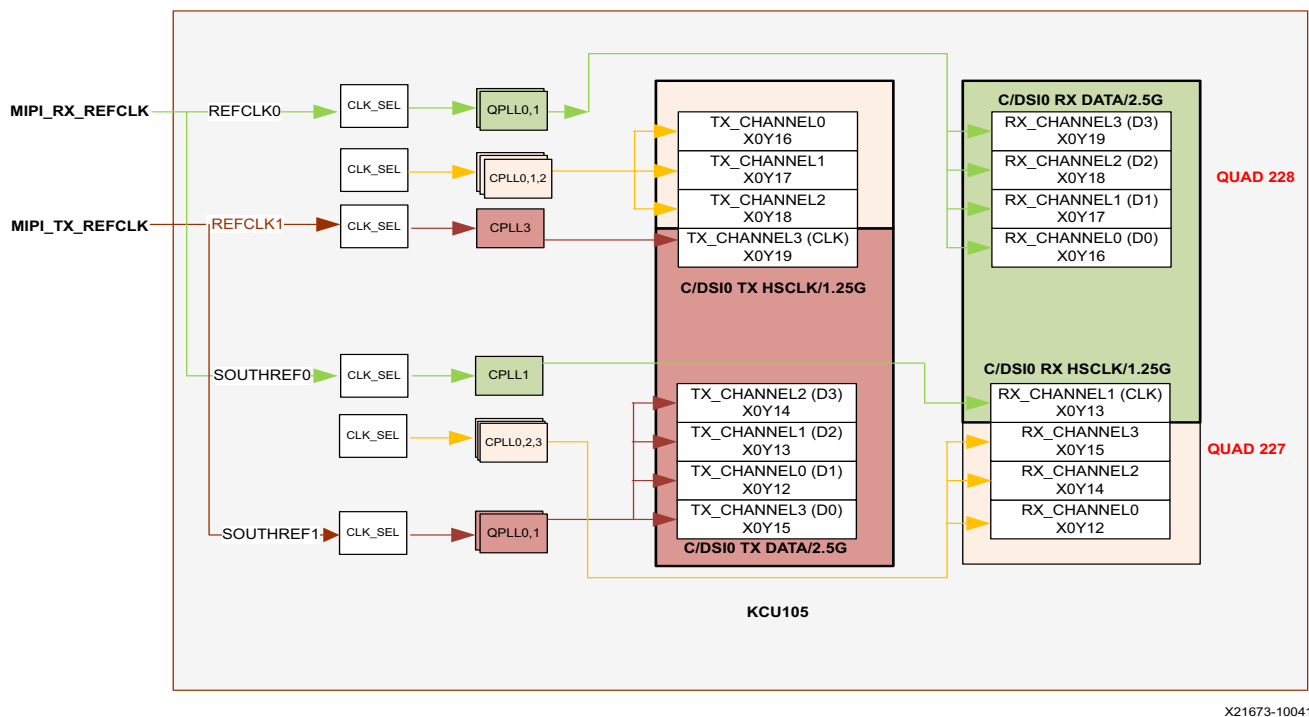 MIPI_RX_REFCLK
REFCLK0
CLK_SEL
QPLL0,1
CLK_SEL
CPLL0,1,2
MIPI_TX_REFCLK
REFCLK1
CLK_SEL
CPLL3
SOUTHREF0
CLK_SEL
CPLL1
CLK_SEL
CPLL0,2,3
SOUTHREF1
CLK_SEL
QPLL0,1
TX_CHANNEL0
X0Y16
TX_CHANNEL1
X0Y17
TX_CHANNEL2
X0Y18
TX_CHANNEL3 (CLK)
X0Y19
C/DSI0 TX HSCLK/1.25G
TX_CHANNEL2 (D3)
X0Y14
TX_CHANNEL1 (D2)
X0Y13
TX_CHANNEL0 (D1)
X0Y12
TX_CHANNEL3 (D0)
X0Y15
C/DSI0 TX DATA/2.5G
C/DSI0 RX DATA/2.5G
RX_CHANNEL3 (D3)
X0Y19
RX_CHANNEL2 (D2)
X0Y18
RX_CHANNEL1 (D1)
X0Y17
RX_CHANNEL0 (D0)
X0Y16
QUAD 228
C/DSI0 RX HSCLK/1.25G
RX_CHANNEL1 (CLK)
X0Y13
RX_CHANNEL3
X0Y15
RX_CHANNEL2
X0Y14
RX_CHANNEL0
X0Y12
QUAD 227
KCU105
X21673-10041